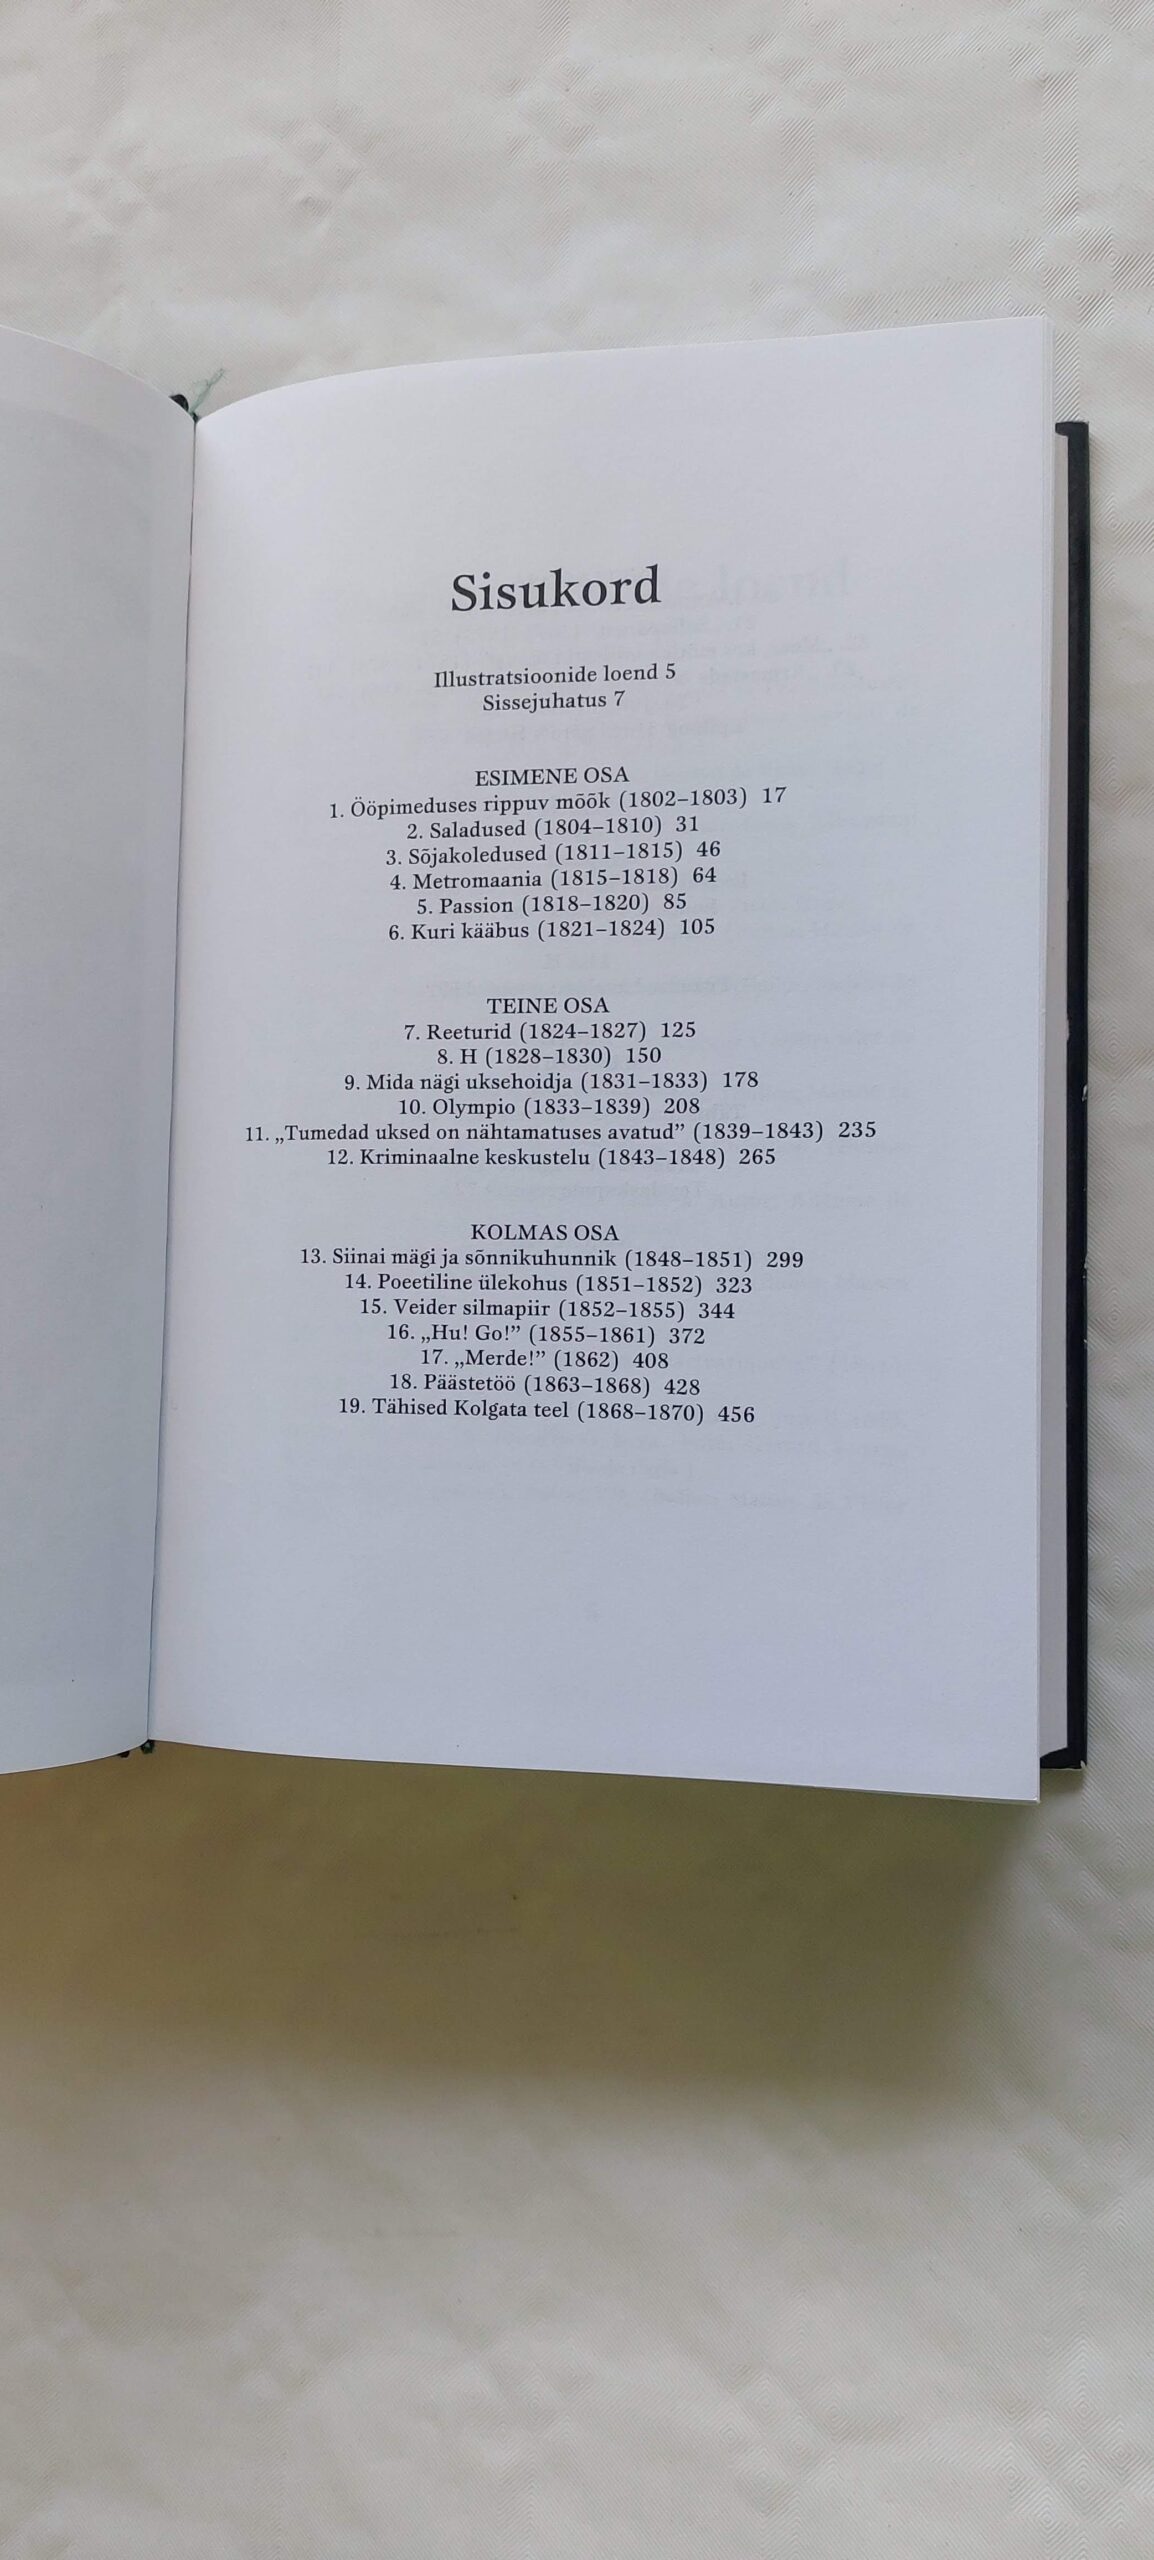 Sisukord
Illustratsioonide loend 5
Sissejuhatus 7
ESIMENE OSA
1. Ööpimeduses rippuv mõõk (1802–1803) 17
2. Saladused (1804–1810) 31
3. Sõjakoledused (1811–1815) 46
4. Metromaania (1815–1818) 64
5. Passion (1818–1820) 85
6. Kuri kääbus (1821–1824) 105
TEINE OSA
7. Reeturid (1824–1827) 125
8. H (1828–1830) 150
9. Mida nägi uksehoidja (1831–1833) 178
10. Olympio (1833–1839) 208
11. „Tumedad uksed on nähtamatuses avatud” (1839–1843) 235
12. Kriminaalne keskustelu (1843–1848) 265
KOLMAS OSA
13. Siinai mägi ja sõnnikuhunnik (1848–1851) 299
14. Poeetiline ülekohus (1851–1852) 323
15. Veider silmapiir (1852–1855) 344
16. „Hu! Go!” (1855–1861) 372
17. „Merde!” (1862) 408
18. Päästetöö (1863–1868) 428
19. Tähised Kolgata teel (1868–1870) 456